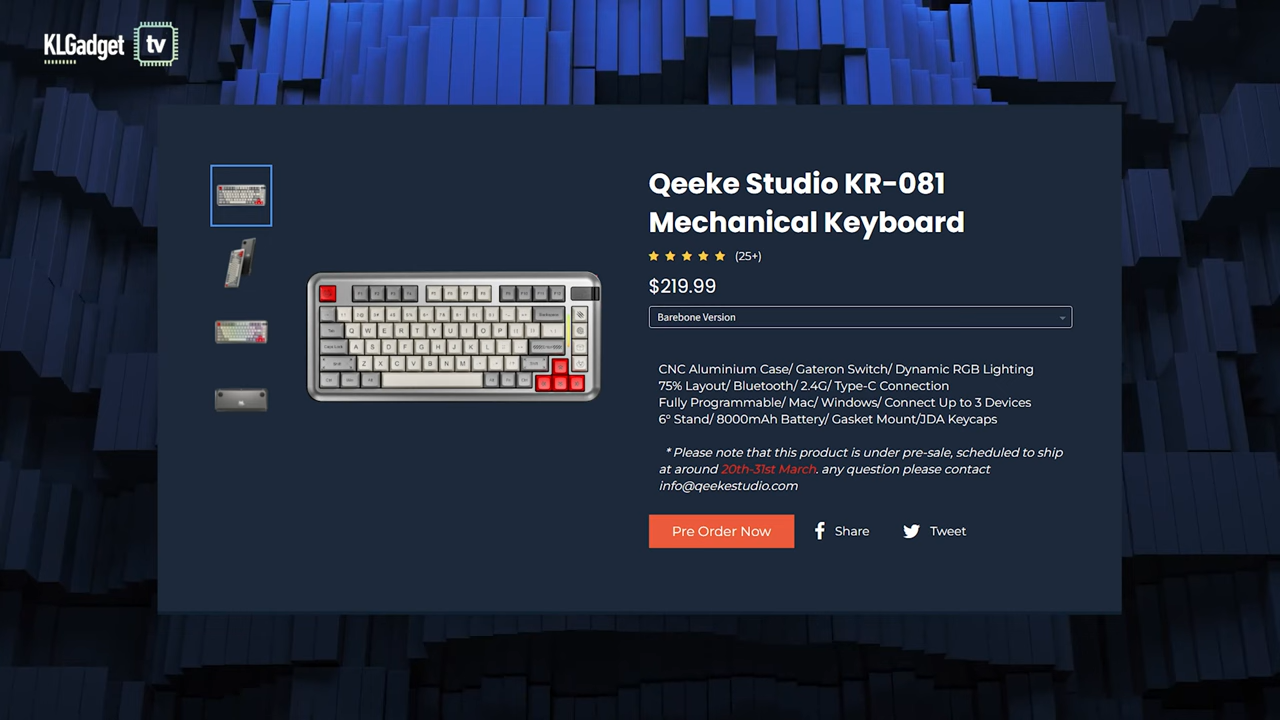 KLGadget tv
Qeeke Studio KR-081
Mechanical Keyboard
(25+)
$219.99
Barebone Version
CNC Aluminium Case/ Gateron Switch/ Dynamic RGB Lighting
75% Layout/ Bluetooth/ 2.4G/ Type-C Connection
Fully Programmable/ Mac/ Windows/ Connect Up to 3 Devices
6° Stand/ 8000mAh Battery/ Gasket Mount/JDA Keycaps
* Please note that this product is under pre-sale, scheduled to ship
at around 20th-31st March. any question please contact
info@qeekestudio.com
Pre Order Now
Share
Tweet
Q W E R T Y U I O P
A S D F G H J K L
Z X C V B N M